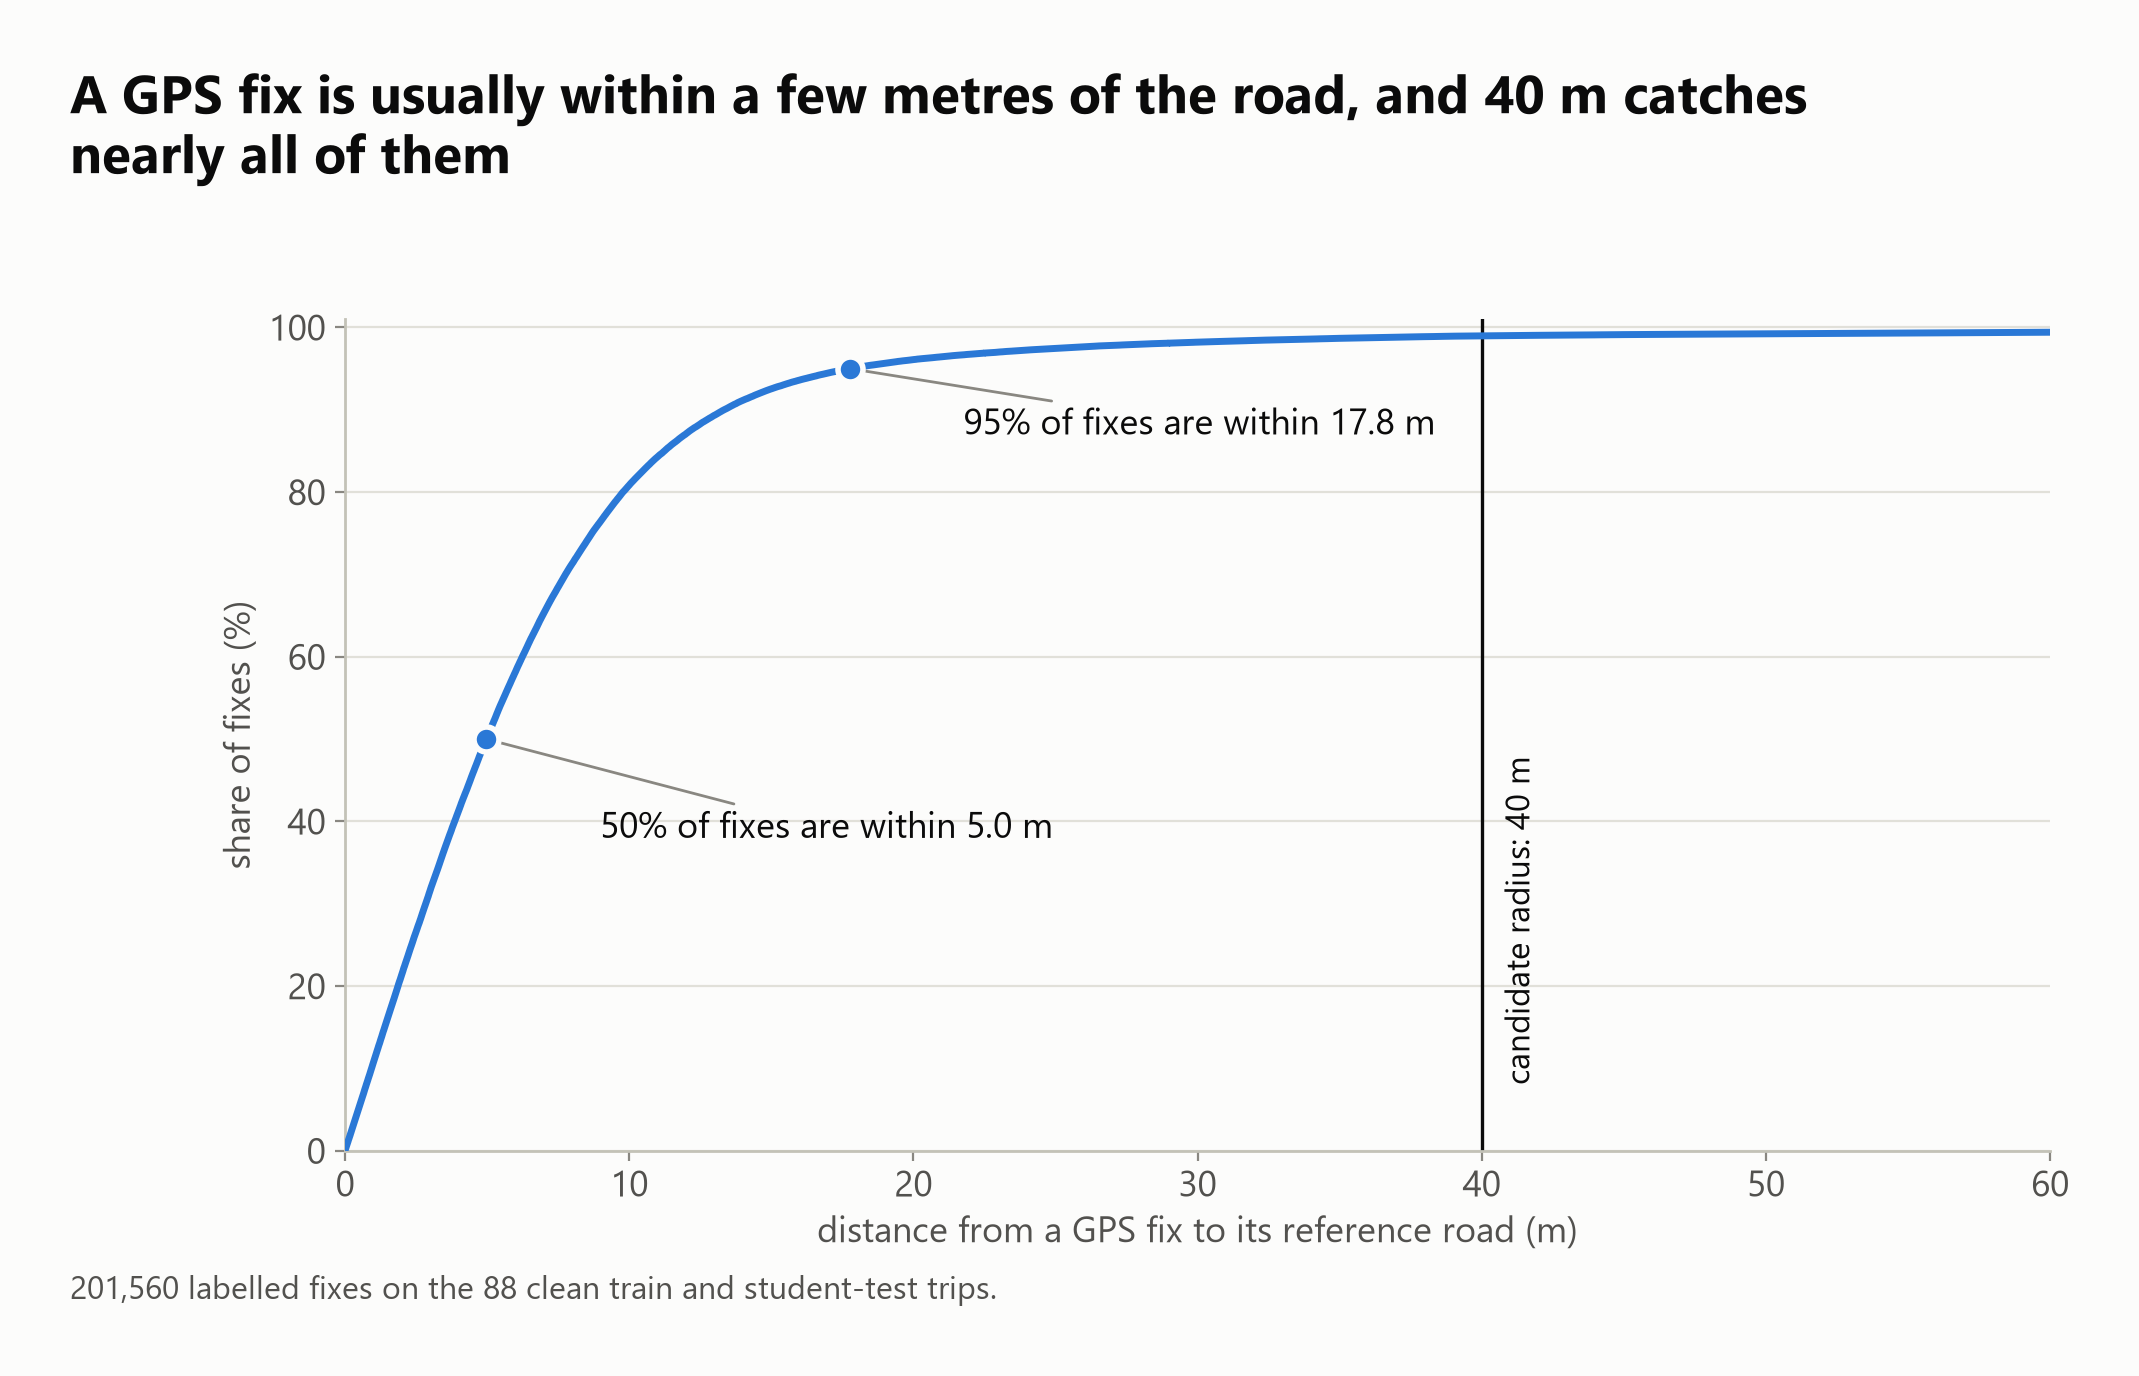 A GPS fix is usually within a few metres of the road, and 40 m catches
nearly all of them
100
80
60
40
20
0
share of fixes (%)
95% of fixes are within 17.8 m
50% of fixes are within 5.0 m
candidate radius: 40 m
0 10 20 30 40 50 60
distance from a GPS fix to its reference road (m)
201,560 labelled fixes on the 88 clean train and student-test trips.